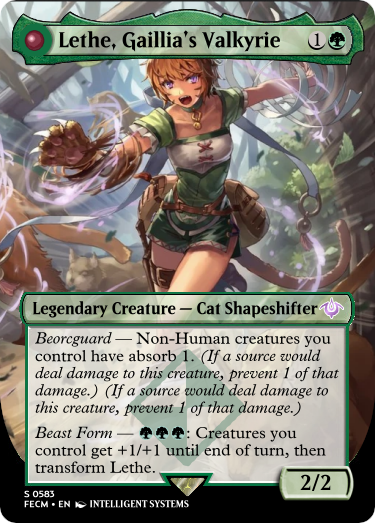 Lethe, Gaillia's Valkyrie 1
Legendary Creature — Cat Shapeshifter
Beorcguard — Non-Human creatures you
control have absorb 1. (If a source would
deal damage to this creature, prevent 1 of that
damage.) (If a source would deal damage to
this creature, prevent 1 of that damage.)
Beast Form — : Creatures you
control get +1/+1 until end of turn, then
transform Lethe.
2/2
S 0583
FECM • EN INTELLIGENT SYSTEMS